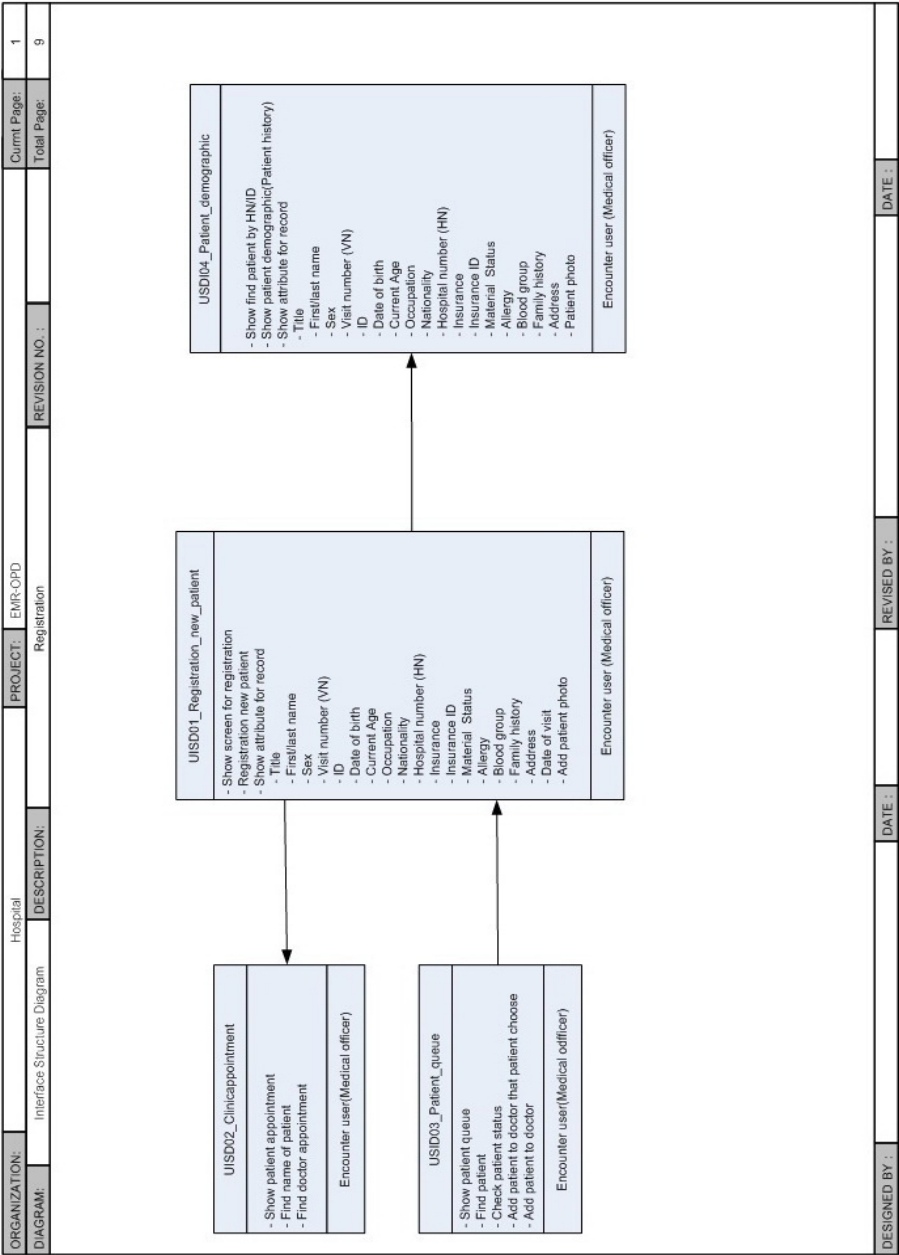 ORGANIZATION: Hospital PROJECT: EMR-OPD Currnt Page: 1
DIAGRAM: Interface Structure Diagram DESCRIPTION: Registration REVISION NO. : Total Page: 9
UISD02_Clinicappointment
- Show patient appointment
- Find name of patient
- Find doctor appointment
Encounter user(Medical officer)
USID03_Patient_queue
- Show patient queue
- Find patient
- Check patient status
- Add patient to doctor that patient choose
- Add patient to doctor
Encounter user(Medical odfficer)
UISD01_Registration_new_patient
- Show screen for registration
- Registration new patient
- Show attribute for record
- Title
- First/last name
- Sex
- Visit number (VN)
- ID
- Date of birth
- Current Age
- Occupation
- Nationality
- Hospital number (HN)
- Insurance
- Insurance ID
- Material Status
- Allergy
- Blood group
- Family history
- Address
- Date of visit
- Add patient photo
Encounter user (Medical officer)
USDI04_Patient_demographic
- Show find patient by HN/ID
- Show patient demographic(Patient history)
- Show attribute for record
- Title
- First/last name
- Sex
- Visit number (VN)
- ID
- Date of birth
- Current Age
- Occupation
- Nationality
- Hospital number (HN)
- Insurance
- Insurance ID
- Material Status
- Allergy
- Blood group
- Family history
- Address
- Patient photo
Encounter user (Medical officer)
DESIGNED BY : DATE : REVISED BY : DATE :